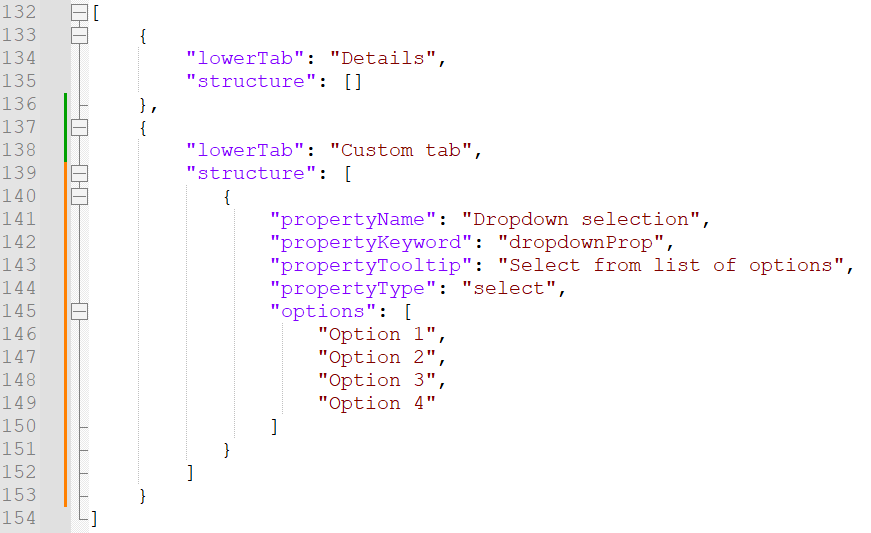 132 [
133     {
134         "lowerTab": "Details",
135         "structure": []
136     },
137     {
138         "lowerTab": "Custom tab",
139         "structure": [
140             {
141                 "propertyName": "Dropdown selection",
142                 "propertyKeyword": "dropdownProp",
143                 "propertyTooltip": "Select from list of options",
144                 "propertyType": "select",
145                 "options": [
146                     "Option 1",
147                     "Option 2",
148                     "Option 3",
149                     "Option 4"
150                 ]
151             }
152         ]
153     }
154 ]